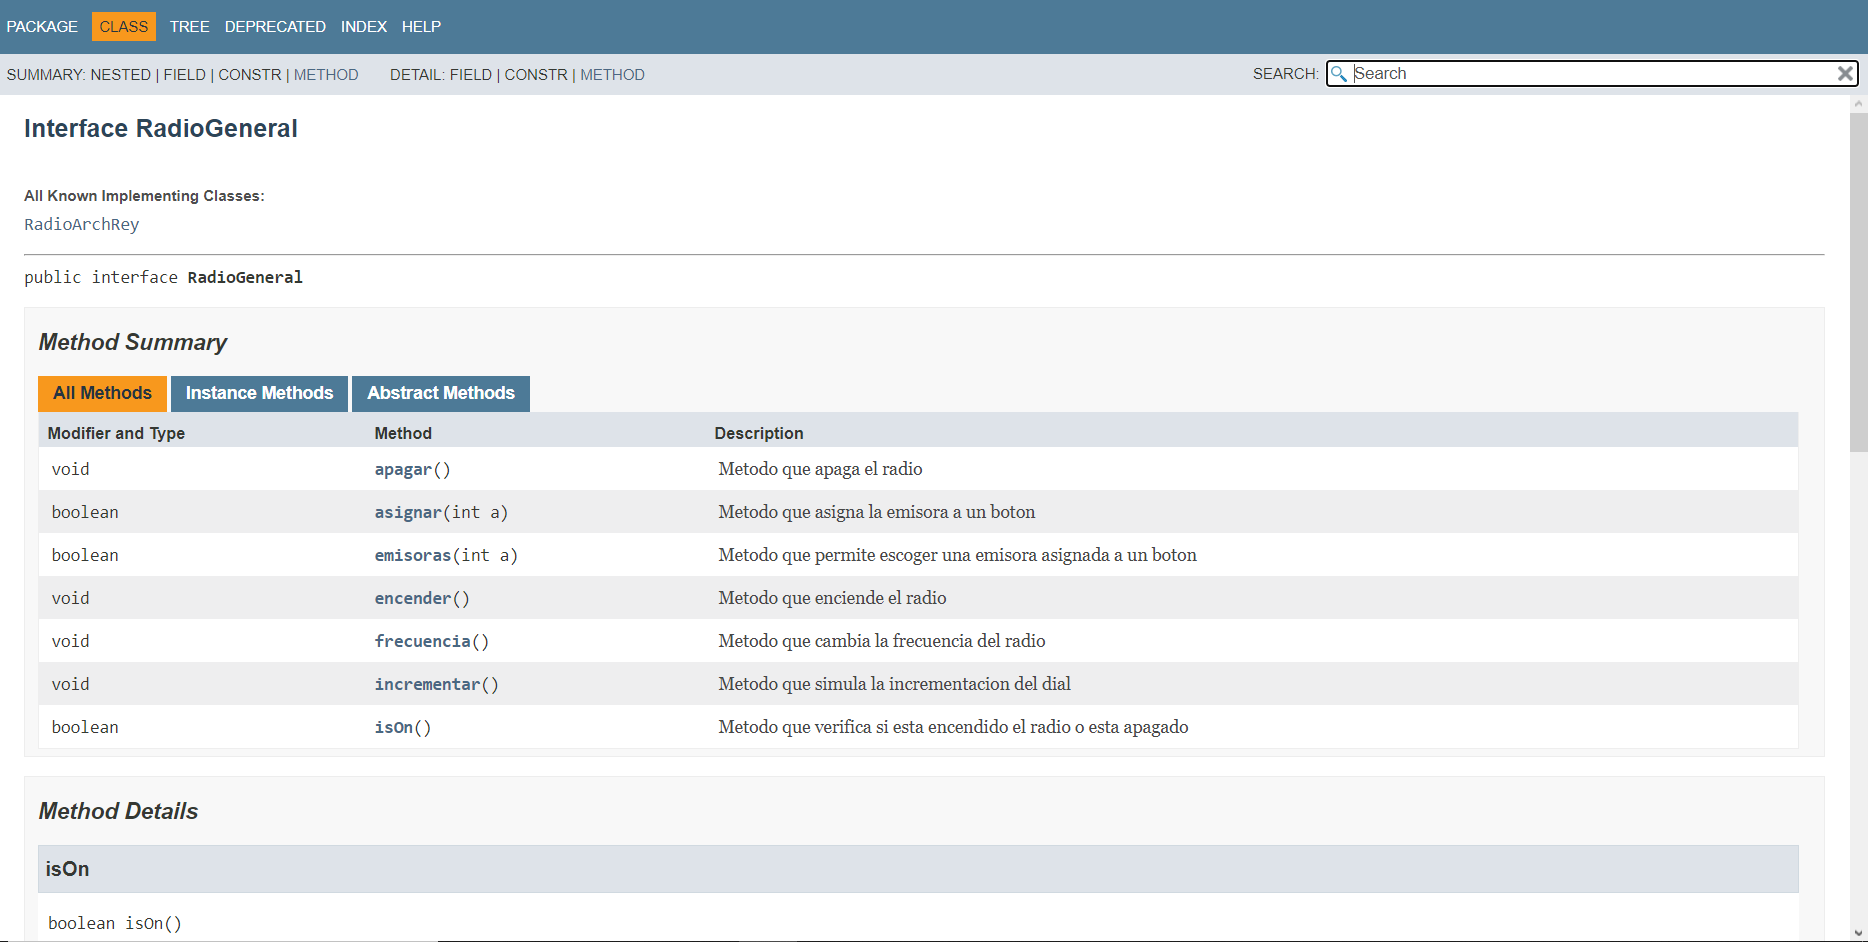 PACKAGE CLASS TREE DEPRECATED INDEX HELP
SUMMARY: NESTED | FIELD | CONSTR | METHOD DETAIL: FIELD | CONSTR | METHOD SEARCH: Search
Interface RadioGeneral
All Known Implementing Classes:
RadioArchRey
public interface RadioGeneral
Method Summary
All Methods Instance Methods Abstract Methods
Modifier and Type Method Description
void apagar() Metodo que apaga el radio
boolean asignar(int a) Metodo que asigna la emisora a un boton
boolean emisoras(int a) Metodo que permite escoger una emisora asignada a un boton
void encender() Metodo que enciende el radio
void frecuencia() Metodo que cambia la frecuencia del radio
void incrementar() Metodo que simula la incrementacion del dial
boolean isOn() Metodo que verifica si esta encendido el radio o esta apagado
Method Details
isOn
boolean isOn()